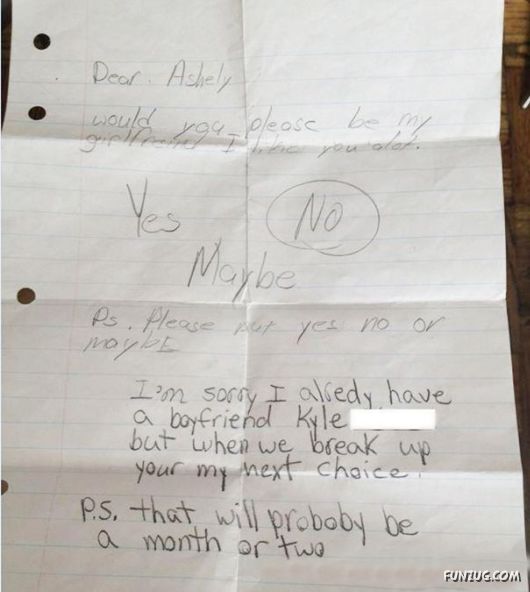 Dear. Ashely
would you please be my
girlfriend I like you alot.
Yes NO
Maybe
Ps. Please put yes no or
maybE
I'm sorry I alredy have
a boyfriend Kyle
but when we break up
your my next choice.
P.S. that will proboby be
a month or two
FUNZUG.COM